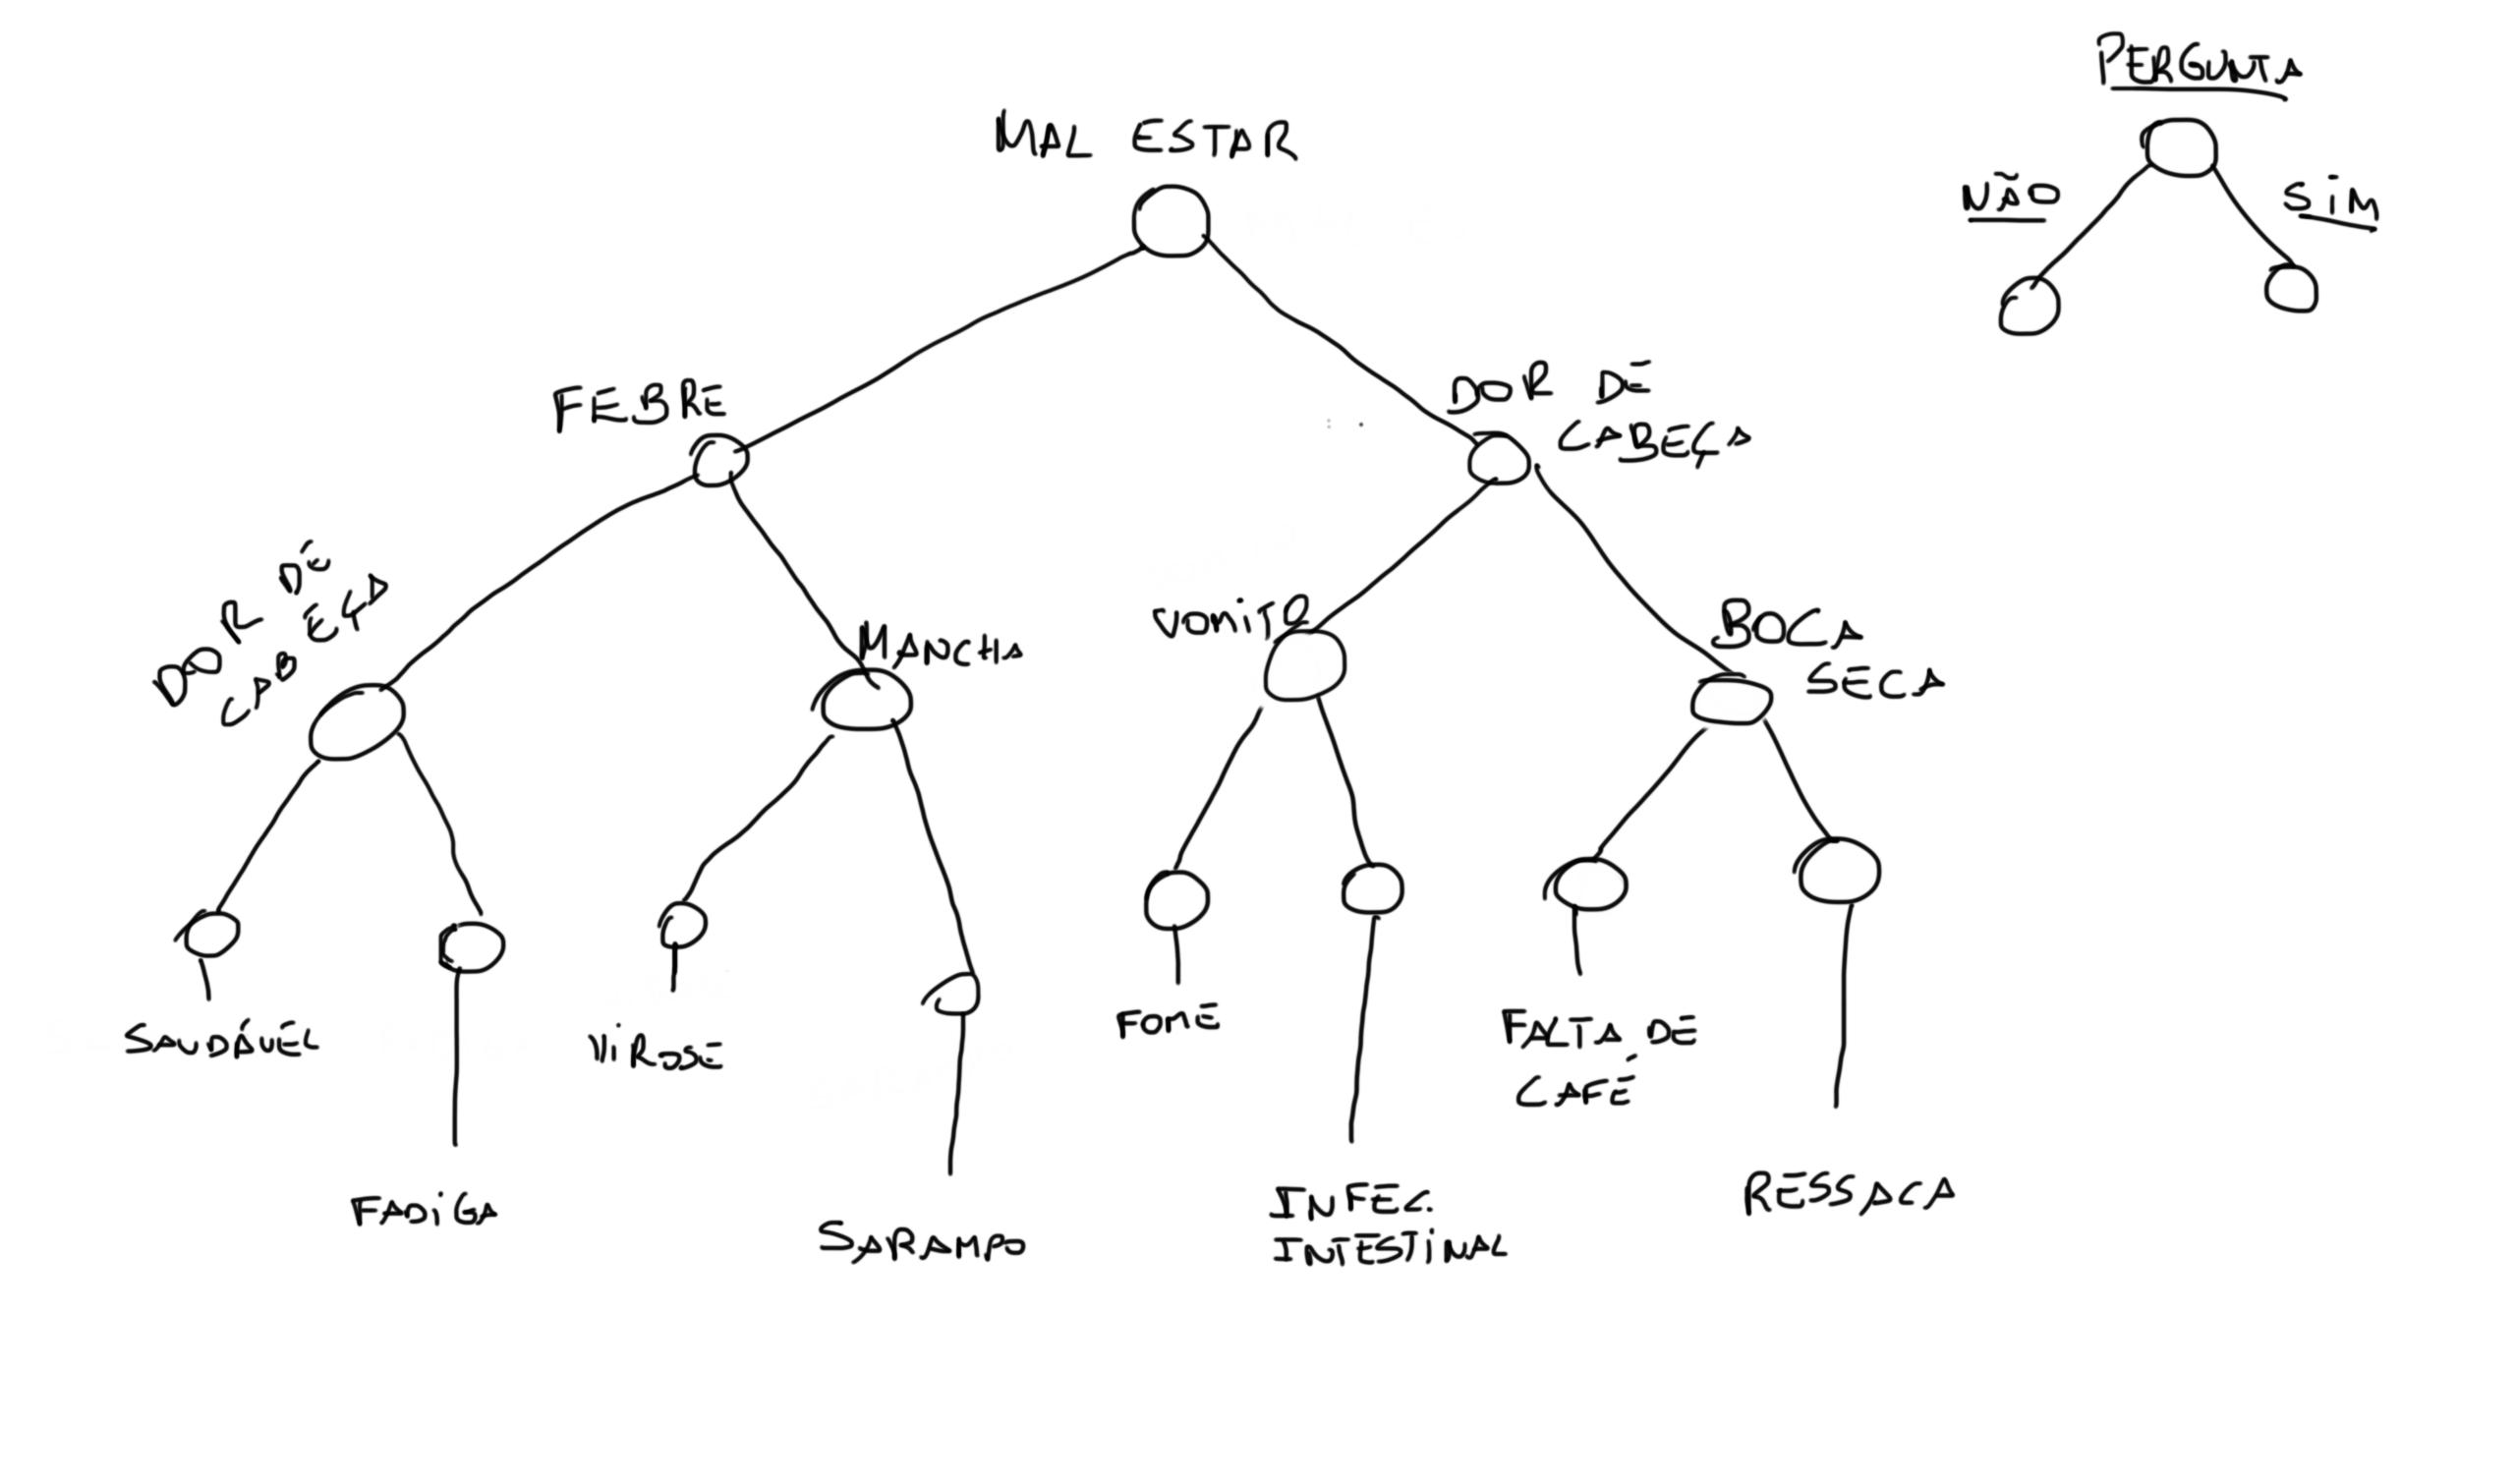 PERGUNTA
MAL ESTAR
NÃO
SIM
FEBRE
DOR DE
CABEÇA
DOR DE
CABEÇA
MANCHA
VOMITO
BOCA
SECA
SAUDÁVEL
VIROSE
FOME
FALTA DE
CAFÉ
FADIGA
SARAMPO
INFEC.
INTESTINAL
RESSACA